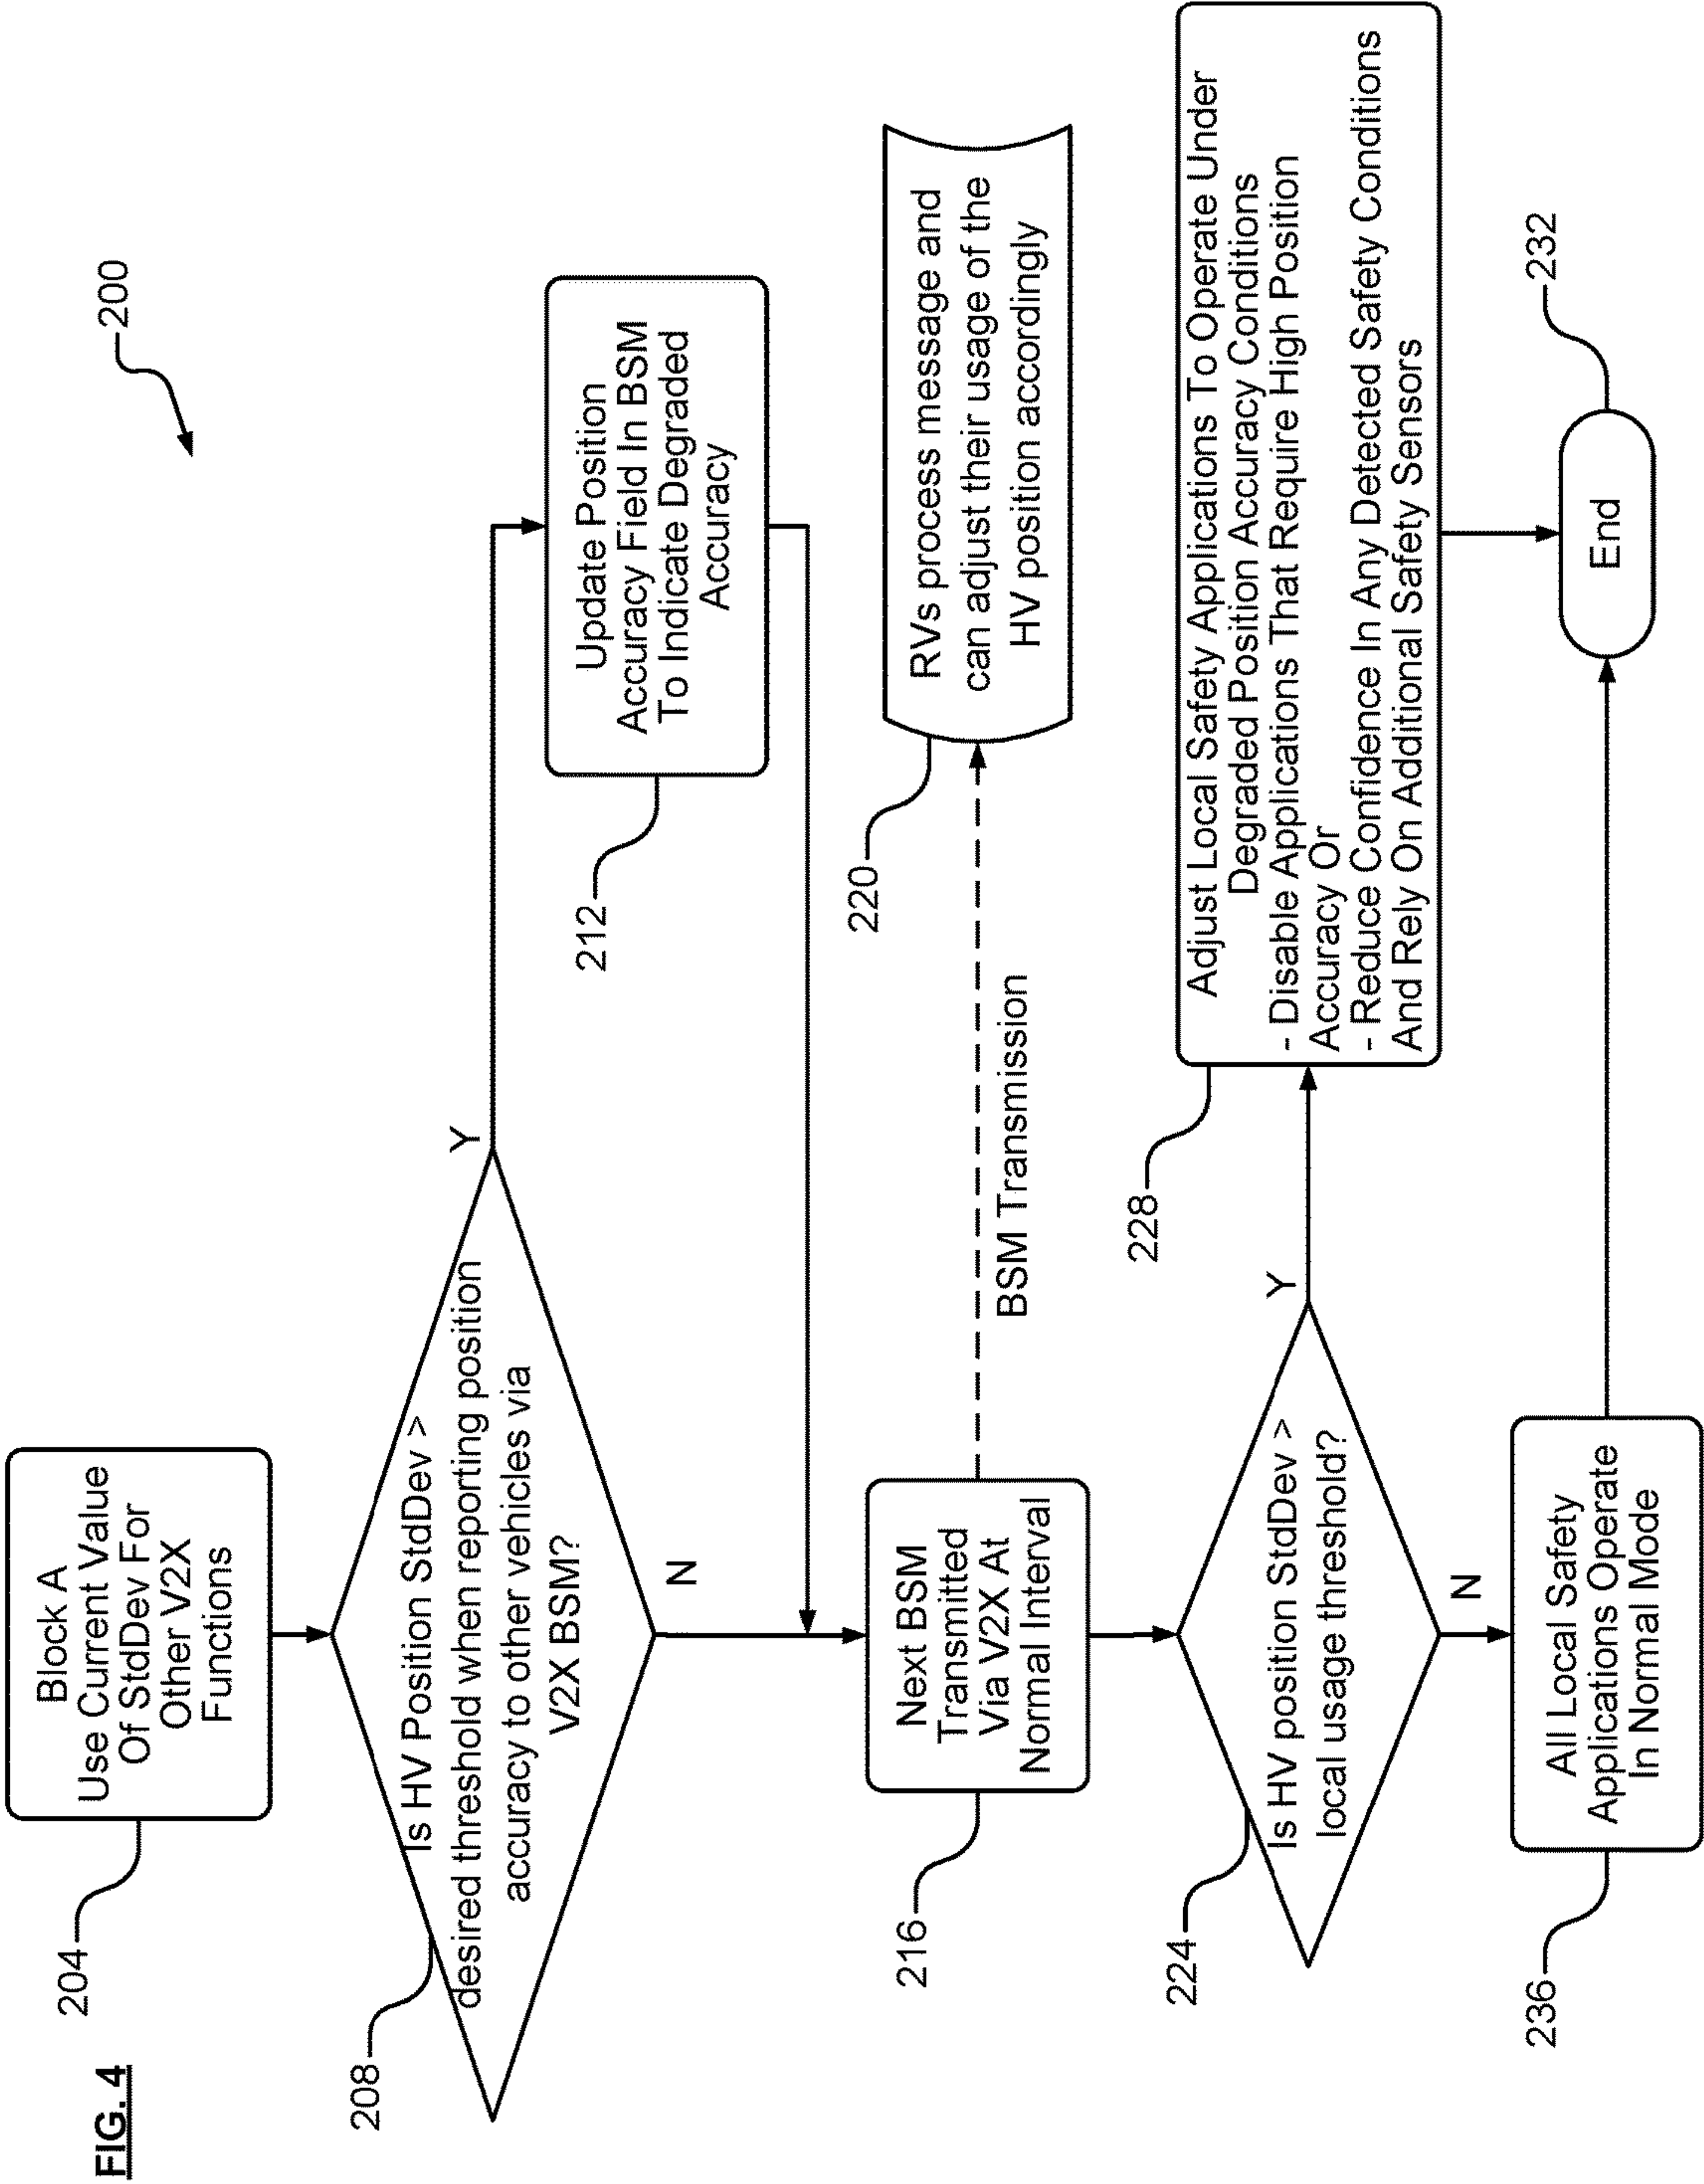 FIG. 4
200
204
Block A
Use Current Value
Of StdDev For
Other V2X
Functions
208
Is HV Position StdDev >
desired threshold when reporting position
accuracy to other vehicles via
V2X BSM?
Y
N
212
Update Position
Accuracy Field In BSM
To Indicate Degraded
Accuracy
216
Next BSM
Transmitted
Via V2X At
Normal Interval
BSM Transmission
220
RVs process message and
can adjust their usage of the
HV position accordingly
224
Is HV position StdDev >
local usage threshold?
Y
N
228
Adjust Local Safety Applications To Operate Under
Degraded Position Accuracy Conditions
- Disable Applications That Require High Position
Accuracy Or
- Reduce Confidence In Any Detected Safety Conditions
And Rely On Additional Safety Sensors
236
All Local Safety
Applications Operate
In Normal Mode
232
End